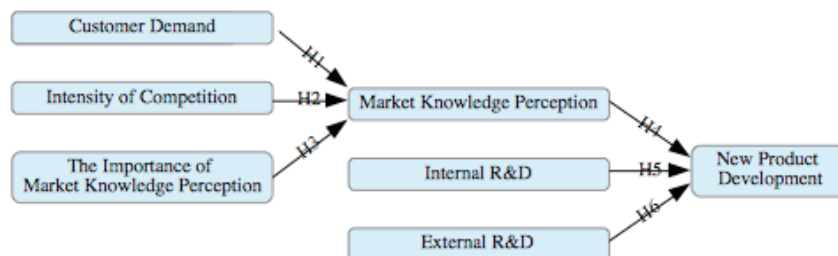 Customer Demand
H1
Intensity of Competition
H2
Market Knowledge Perception
H3
H4
The Importance of
Market Knowledge Perception
Internal R&D
H5
New Product
Development
H6
External R&D